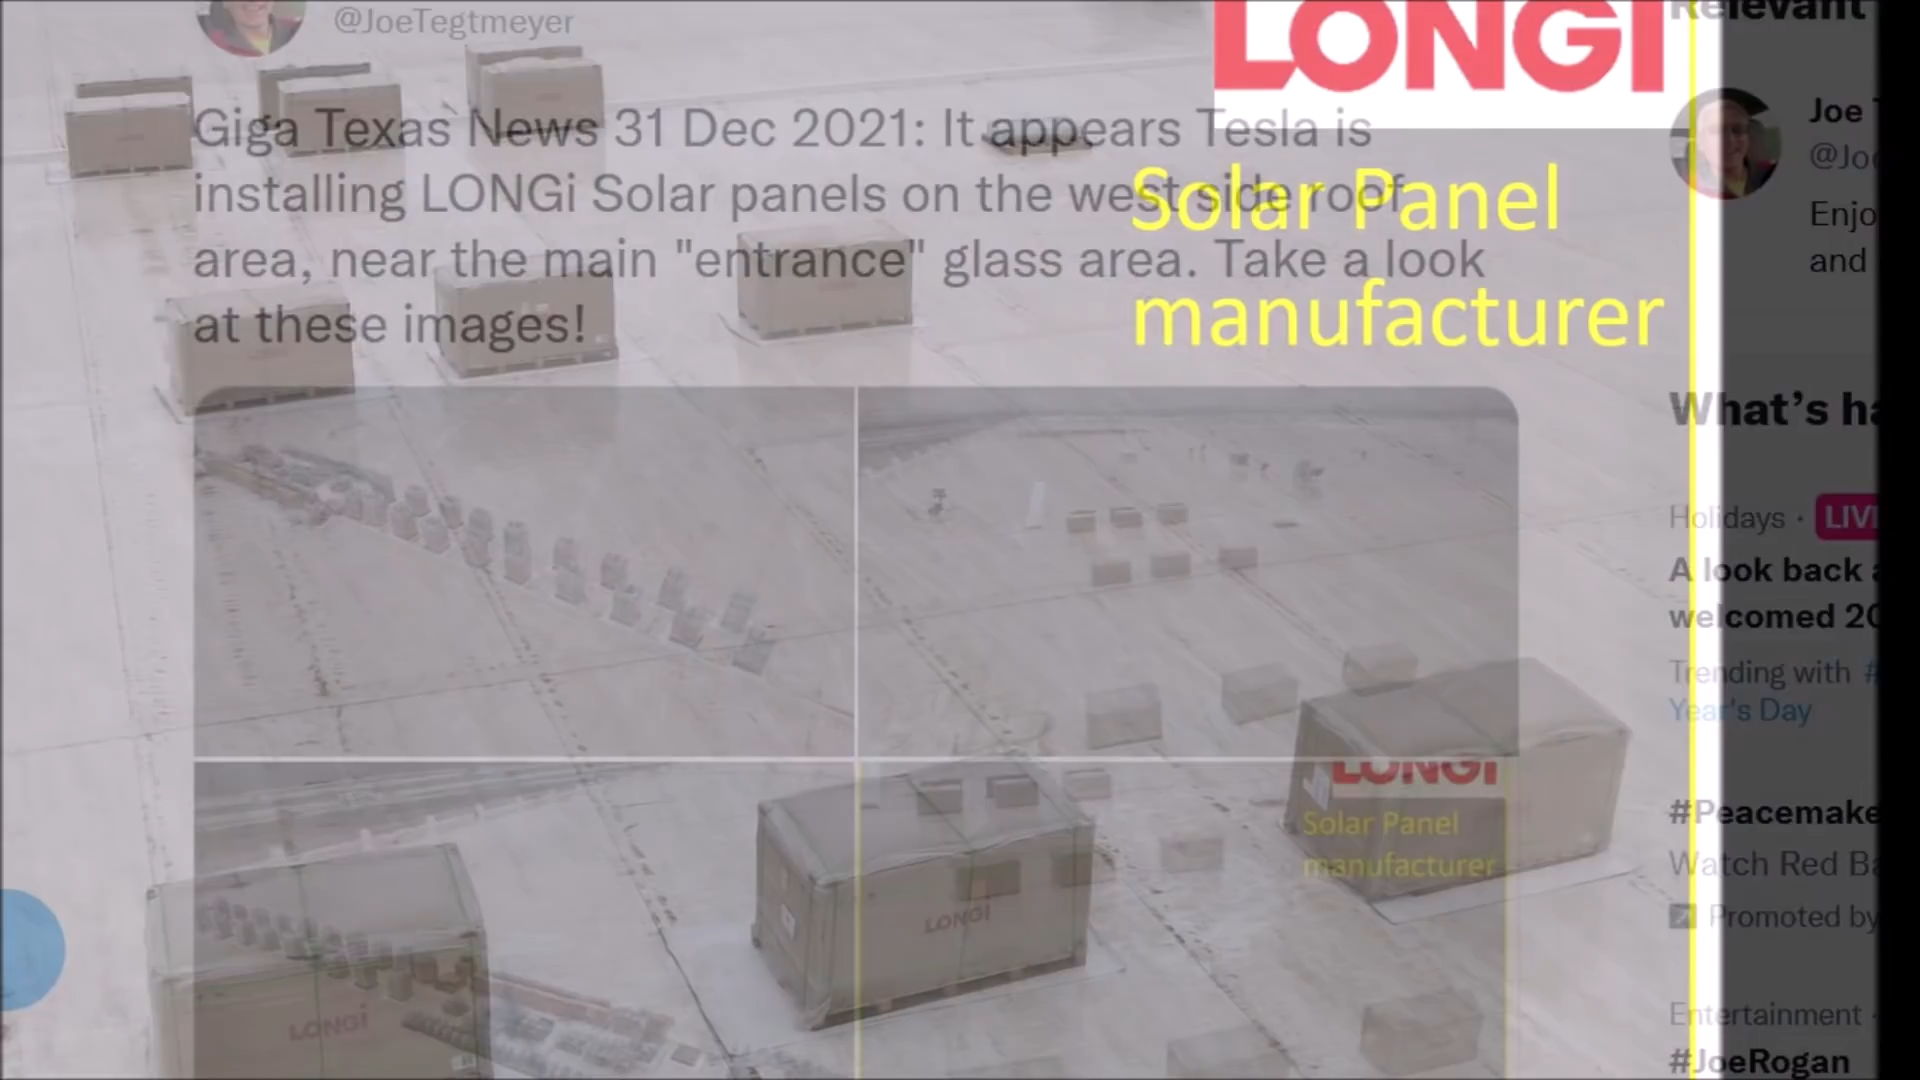 @JoeTegtmeyer
LONGI
Relevant
Giga Texas News 31 Dec 2021: It appears Tesla is
installing LONGi Solar panels on the west side roof
area, near the main "entrance" glass area. Take a look
at these images!
Solar Panel
manufacturer
Joe
Enjo
and
What's ha
Holidays · LIV
A look back
welcomed 20
Trending with #
Year's Day
LONGI
Solar Panel
manufacturer
#Peacemake
Watch Red Ba
Promoted by
LONGi
LONGi
Entertainment ·
#JoeRogan